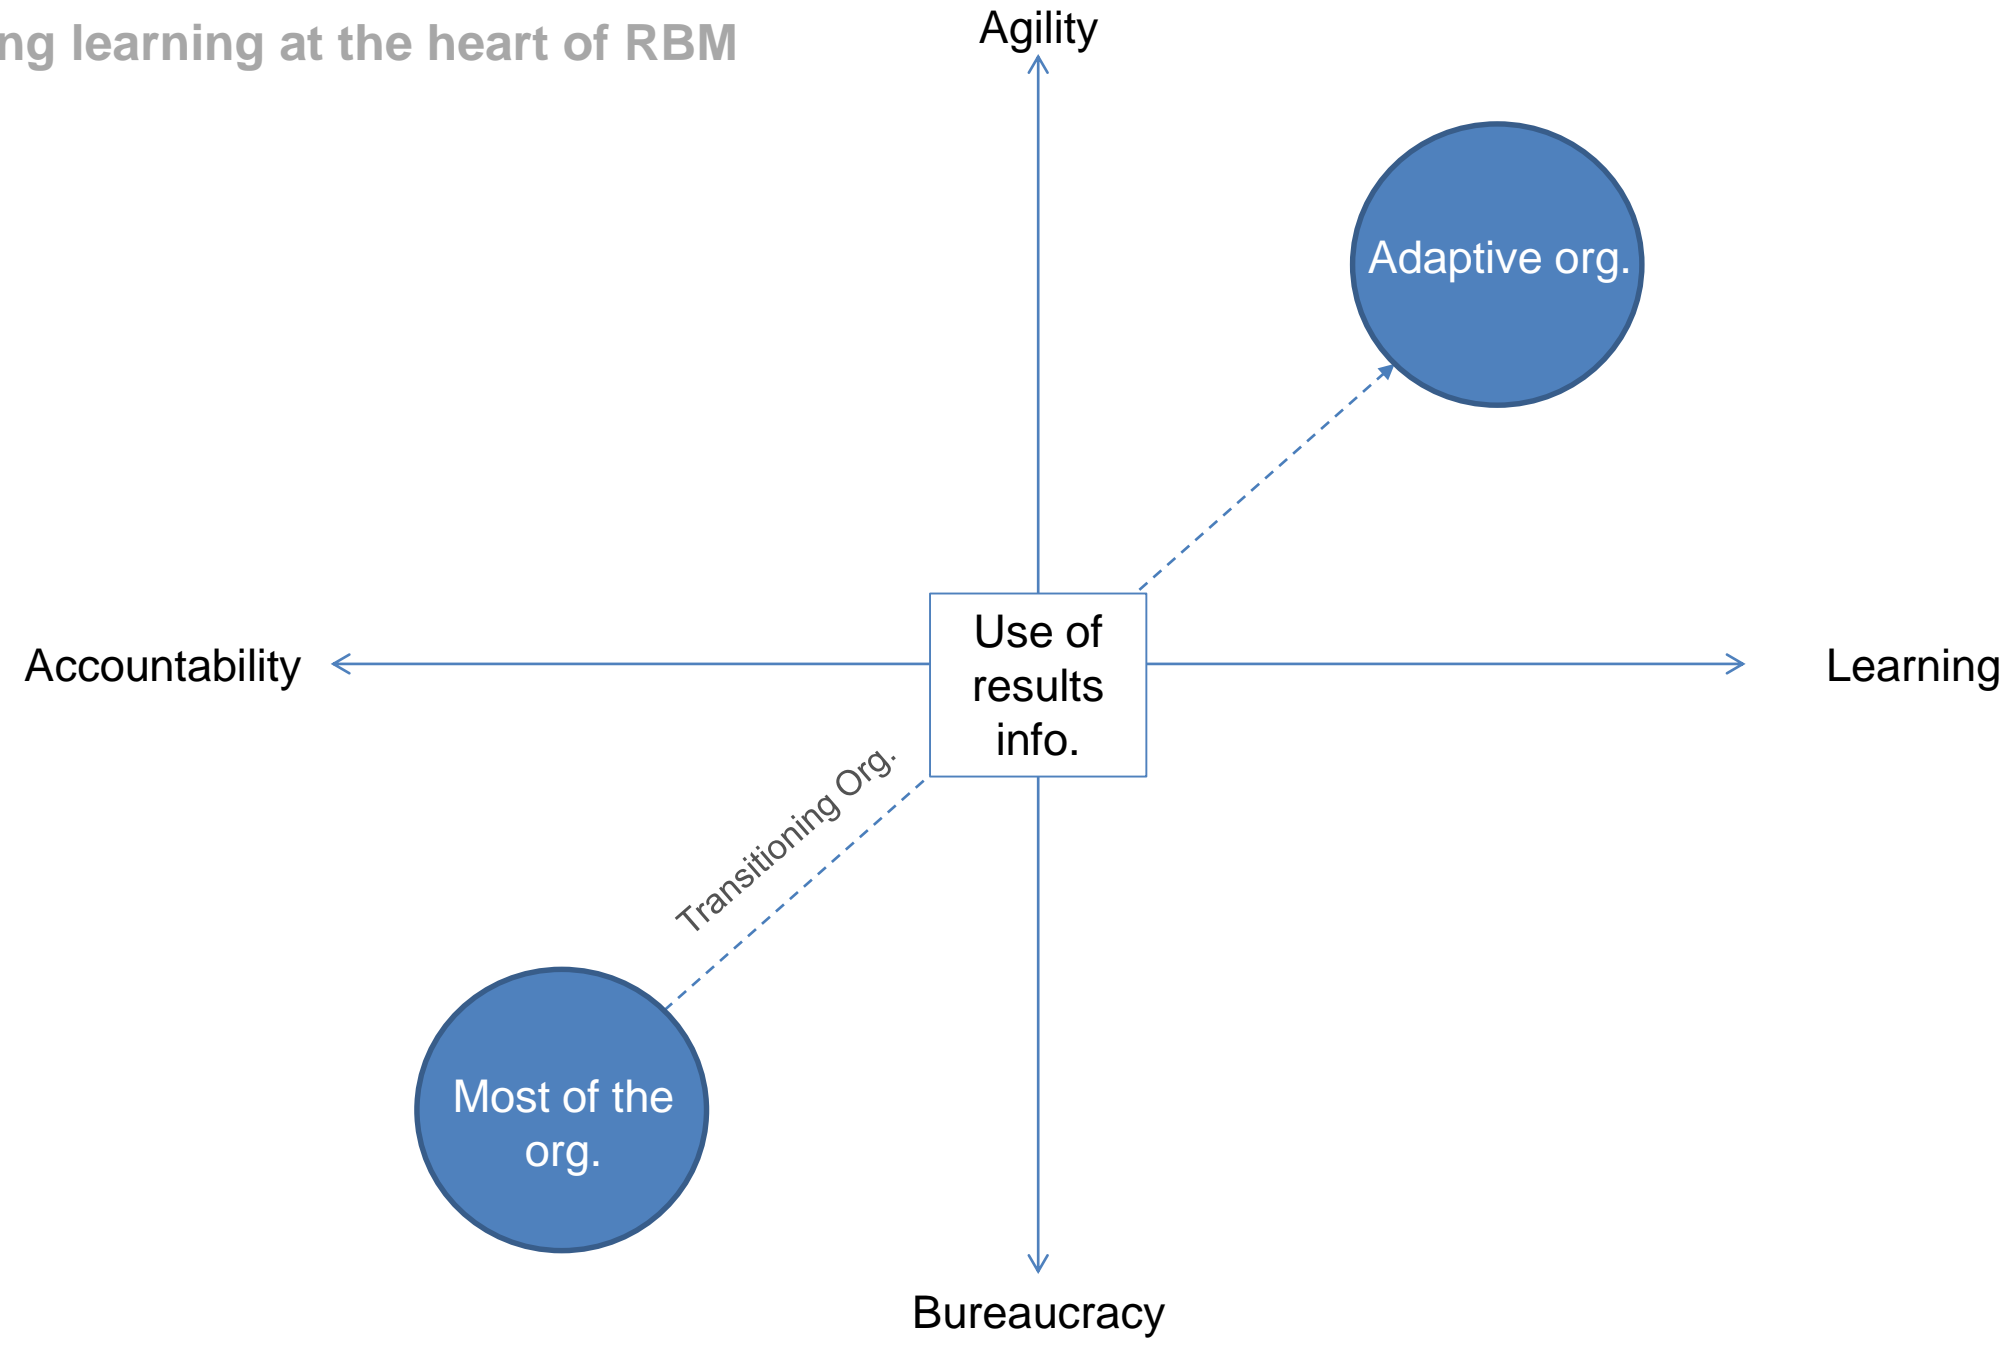 ng learning at the heart of RBM
Agility
Adaptive org.
Use of
results
info.
Accountability
Learning
Transitioning Org.
Most of the
org.
Bureaucracy